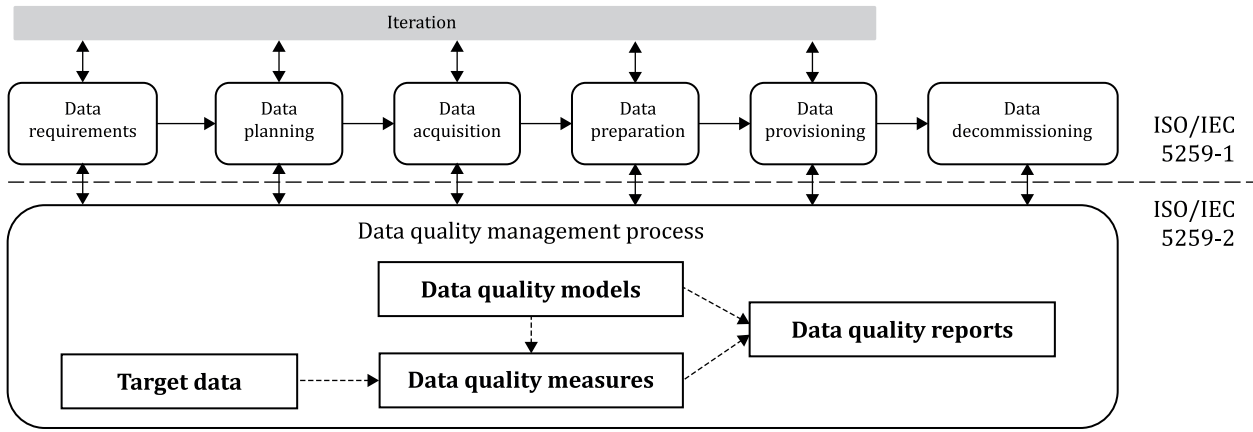 Iteration
Data
requirements
Data
planning
Data
acquisition
Data
preparation
Data
provisioning
Data
decommissioning
ISO/IEC
5259-1
ISO/IEC
5259-2
Data quality management process
Data quality models
Data quality reports
Target data
Data quality measures